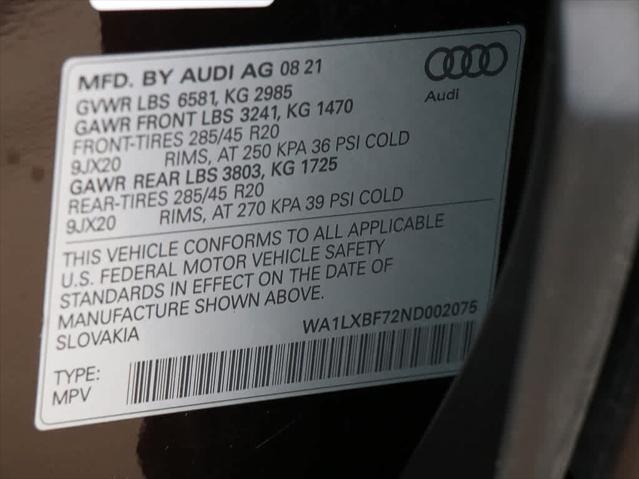 MFD. BY AUDI AG 08 21
GVWR LBS 6581, KG 2985
GAWR FRONT LBS 3241, KG 1470
FRONT-TIRES 285/45 R20
9JX20 RIMS, AT 250 KPA 36 PSI COLD
GAWR REAR LBS 3803, KG 1725
REAR-TIRES 285/45 R20
9JX20 RIMS, AT 270 KPA 39 PSI COLD
Audi
THIS VEHICLE CONFORMS TO ALL APPLICABLE
U.S. FEDERAL MOTOR VEHICLE SAFETY
STANDARDS IN EFFECT ON THE DATE OF
MANUFACTURE SHOWN ABOVE.
SLOVAKIA WA1LXBF72ND002075
TYPE:
MPV